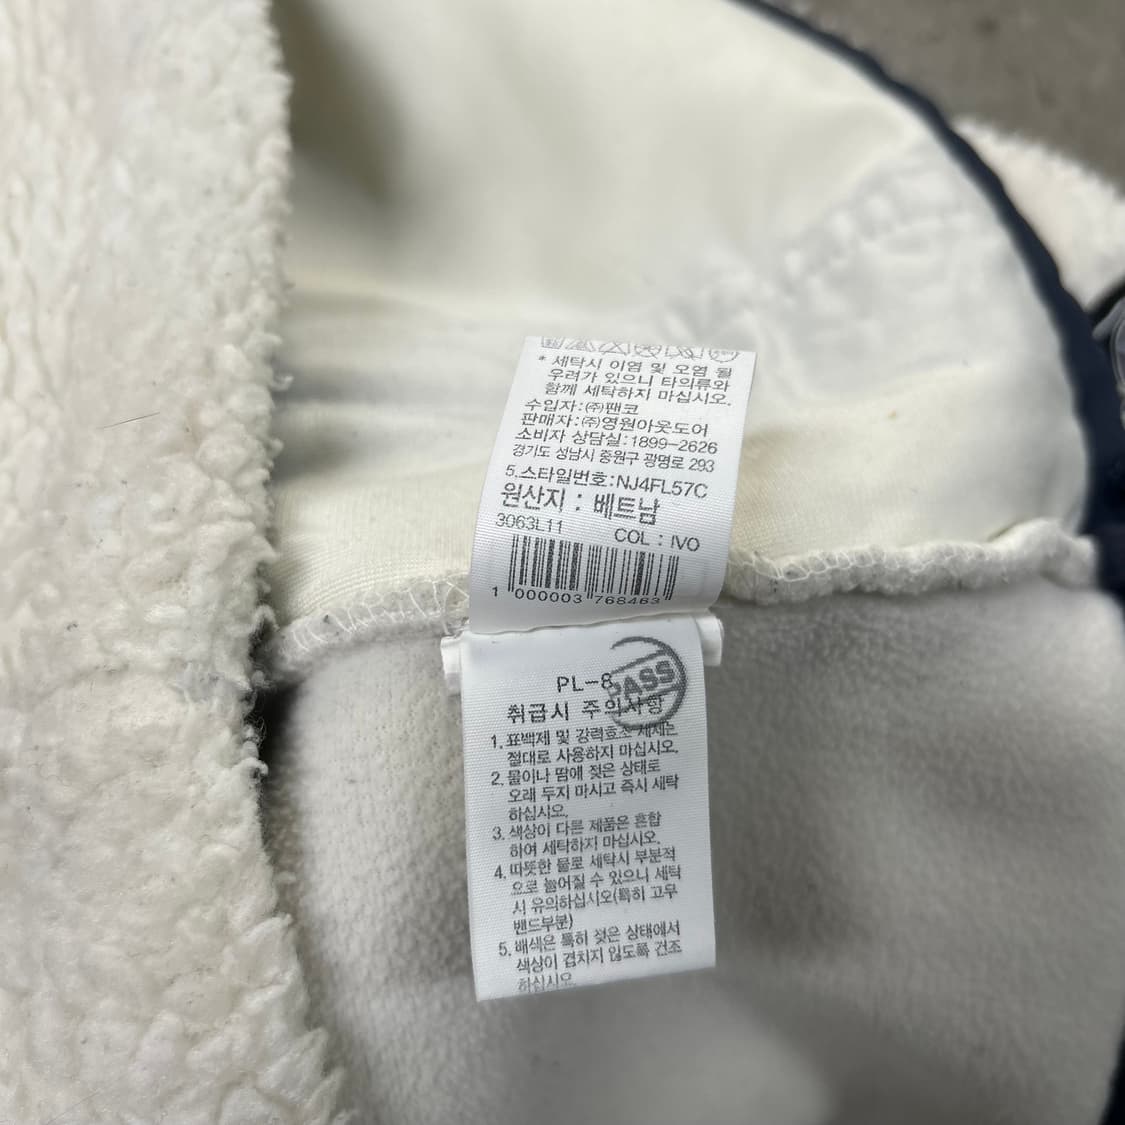 * 세탁시 이염 및 오염 될
우려가 있으니 타의류와
함께 세탁하지 마십시오.
수입자:㈜팬코
판매자:㈜영원아웃도어
소비자 상담실:1899-2626
경기도 성남시 중원구 광명로 293
5.스타일번호:NJ4FL57C
원산지 : 베트남
3063L11
COL : IVO
1 000003 768463
PL-8
PASS
취급시 주의사항
1. 표백제 및 강력효소 세제는
절대로 사용하지 마십시오.
2. 물이나 땀에 젖은 상태로
오래 두지 마시고 즉시 세탁
하십시오.
3. 색상이 다른 제품은 혼합
하여 세탁하지 마십시오.
4. 따뜻한 물로 세탁시 부분적
으로 늘어질 수 있으니 세탁
시 유의하십시오(특히 고무
밴드부분)
5. 배색은 특히 젖은 상태에서
색상이 겹치지 않도록 건조
하십시오